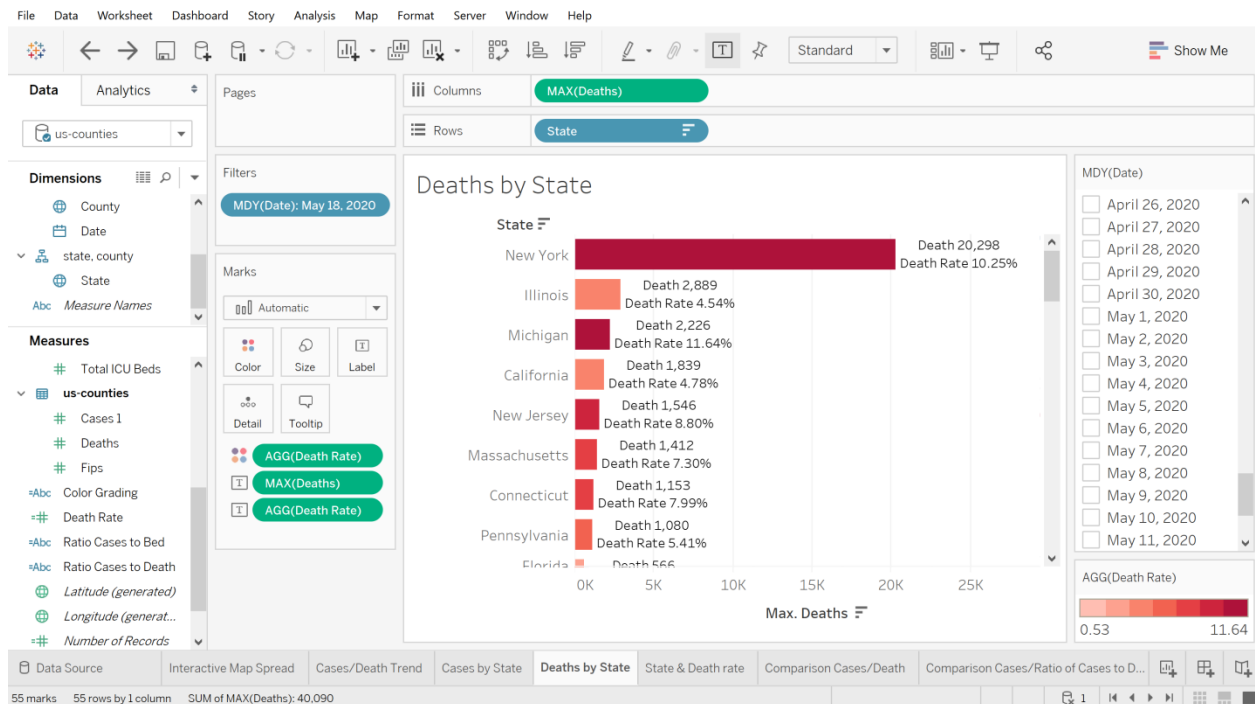 File Data Worksheet Dashboard Story Analysis Map Format Server Window Help
Standard
Show Me
Data Analytics
us-counties
Dimensions
County
Date
state, county
State
Abc Measure Names
Measures
Total ICU Beds
us-counties
Cases 1
Deaths
Fips
=Abc Color Grading
=# Death Rate
=Abc Ratio Cases to Bed
=Abc Ratio Cases to Death
Latitude (generated)
Longitude (generat...
=# Number of Records
Pages
Filters
MDY(Date): May 18, 2020
Marks
Automatic
Color Size Label
Detail Tooltip
AGG(Death Rate)
MAX(Deaths)
AGG(Death Rate)
Columns MAX(Deaths)
Rows State
Deaths by State
State
New York Death 20,298
Death Rate 10.25%
Illinois Death 2,889
Death Rate 4.54%
Michigan Death 2,226
Death Rate 11.64%
California Death 1,839
Death Rate 4.78%
New Jersey Death 1,546
Death Rate 8.80%
Massachusetts Death 1,412
Death Rate 7.30%
Connecticut Death 1,153
Death Rate 7.99%
Pennsylvania Death 1,080
Death Rate 5.41%
Florida Death 566
0K 5K 10K 15K 20K 25K
Max. Deaths
MDY(Date)
April 26, 2020
April 27, 2020
April 28, 2020
April 29, 2020
April 30, 2020
May 1, 2020
May 2, 2020
May 3, 2020
May 4, 2020
May 5, 2020
May 6, 2020
May 7, 2020
May 8, 2020
May 9, 2020
May 10, 2020
May 11, 2020
AGG(Death Rate)
0.53 11.64
Data Source Interactive Map Spread Cases/Death Trend Cases by State Deaths by State State & Death rate Comparison Cases/Death Comparison Cases/Ratio of Cases to D...
55 marks 55 rows by 1 column SUM of MAX(Deaths): 40,090 1